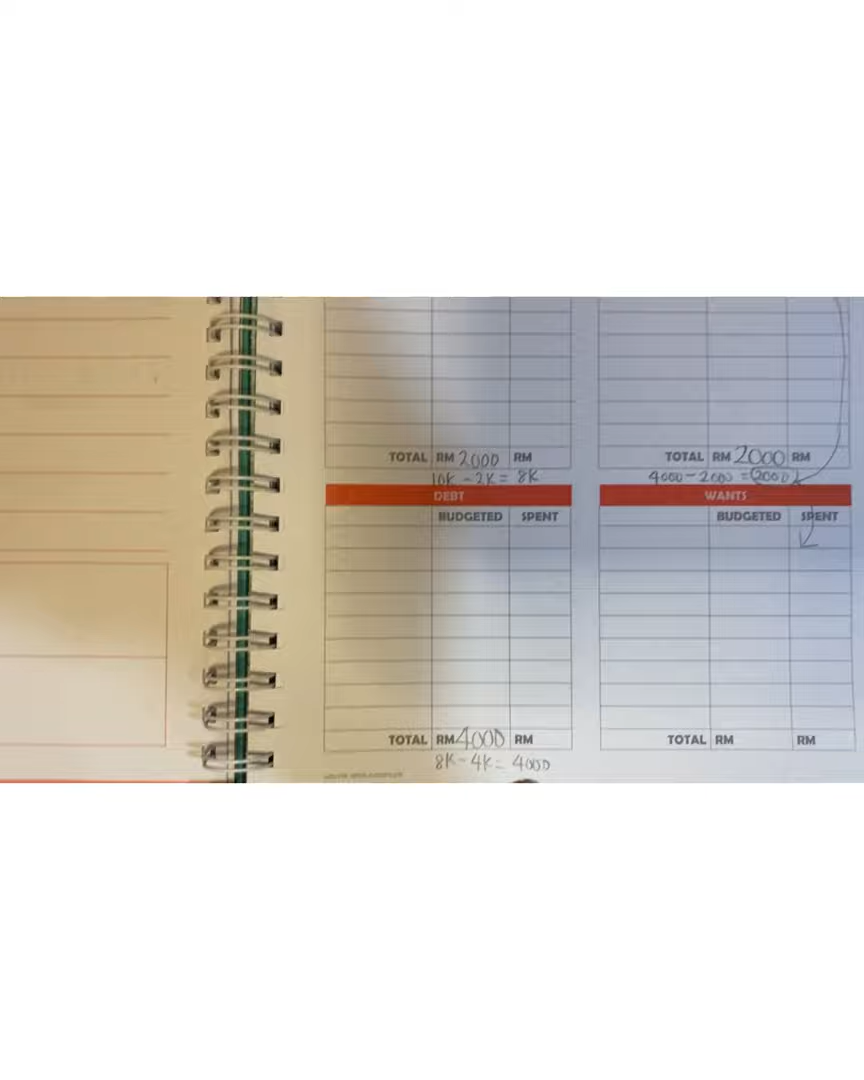 TOTAL RM 2000 RM
10K - 2K = 8K
DEBT
BUDGETED SPENT
TOTAL RM 4000 RM
8K - 4K = 4000
TOTAL RM 2000 RM
4000 - 2000 = 2000
WANTS
BUDGETED SPENT
TOTAL RM RM